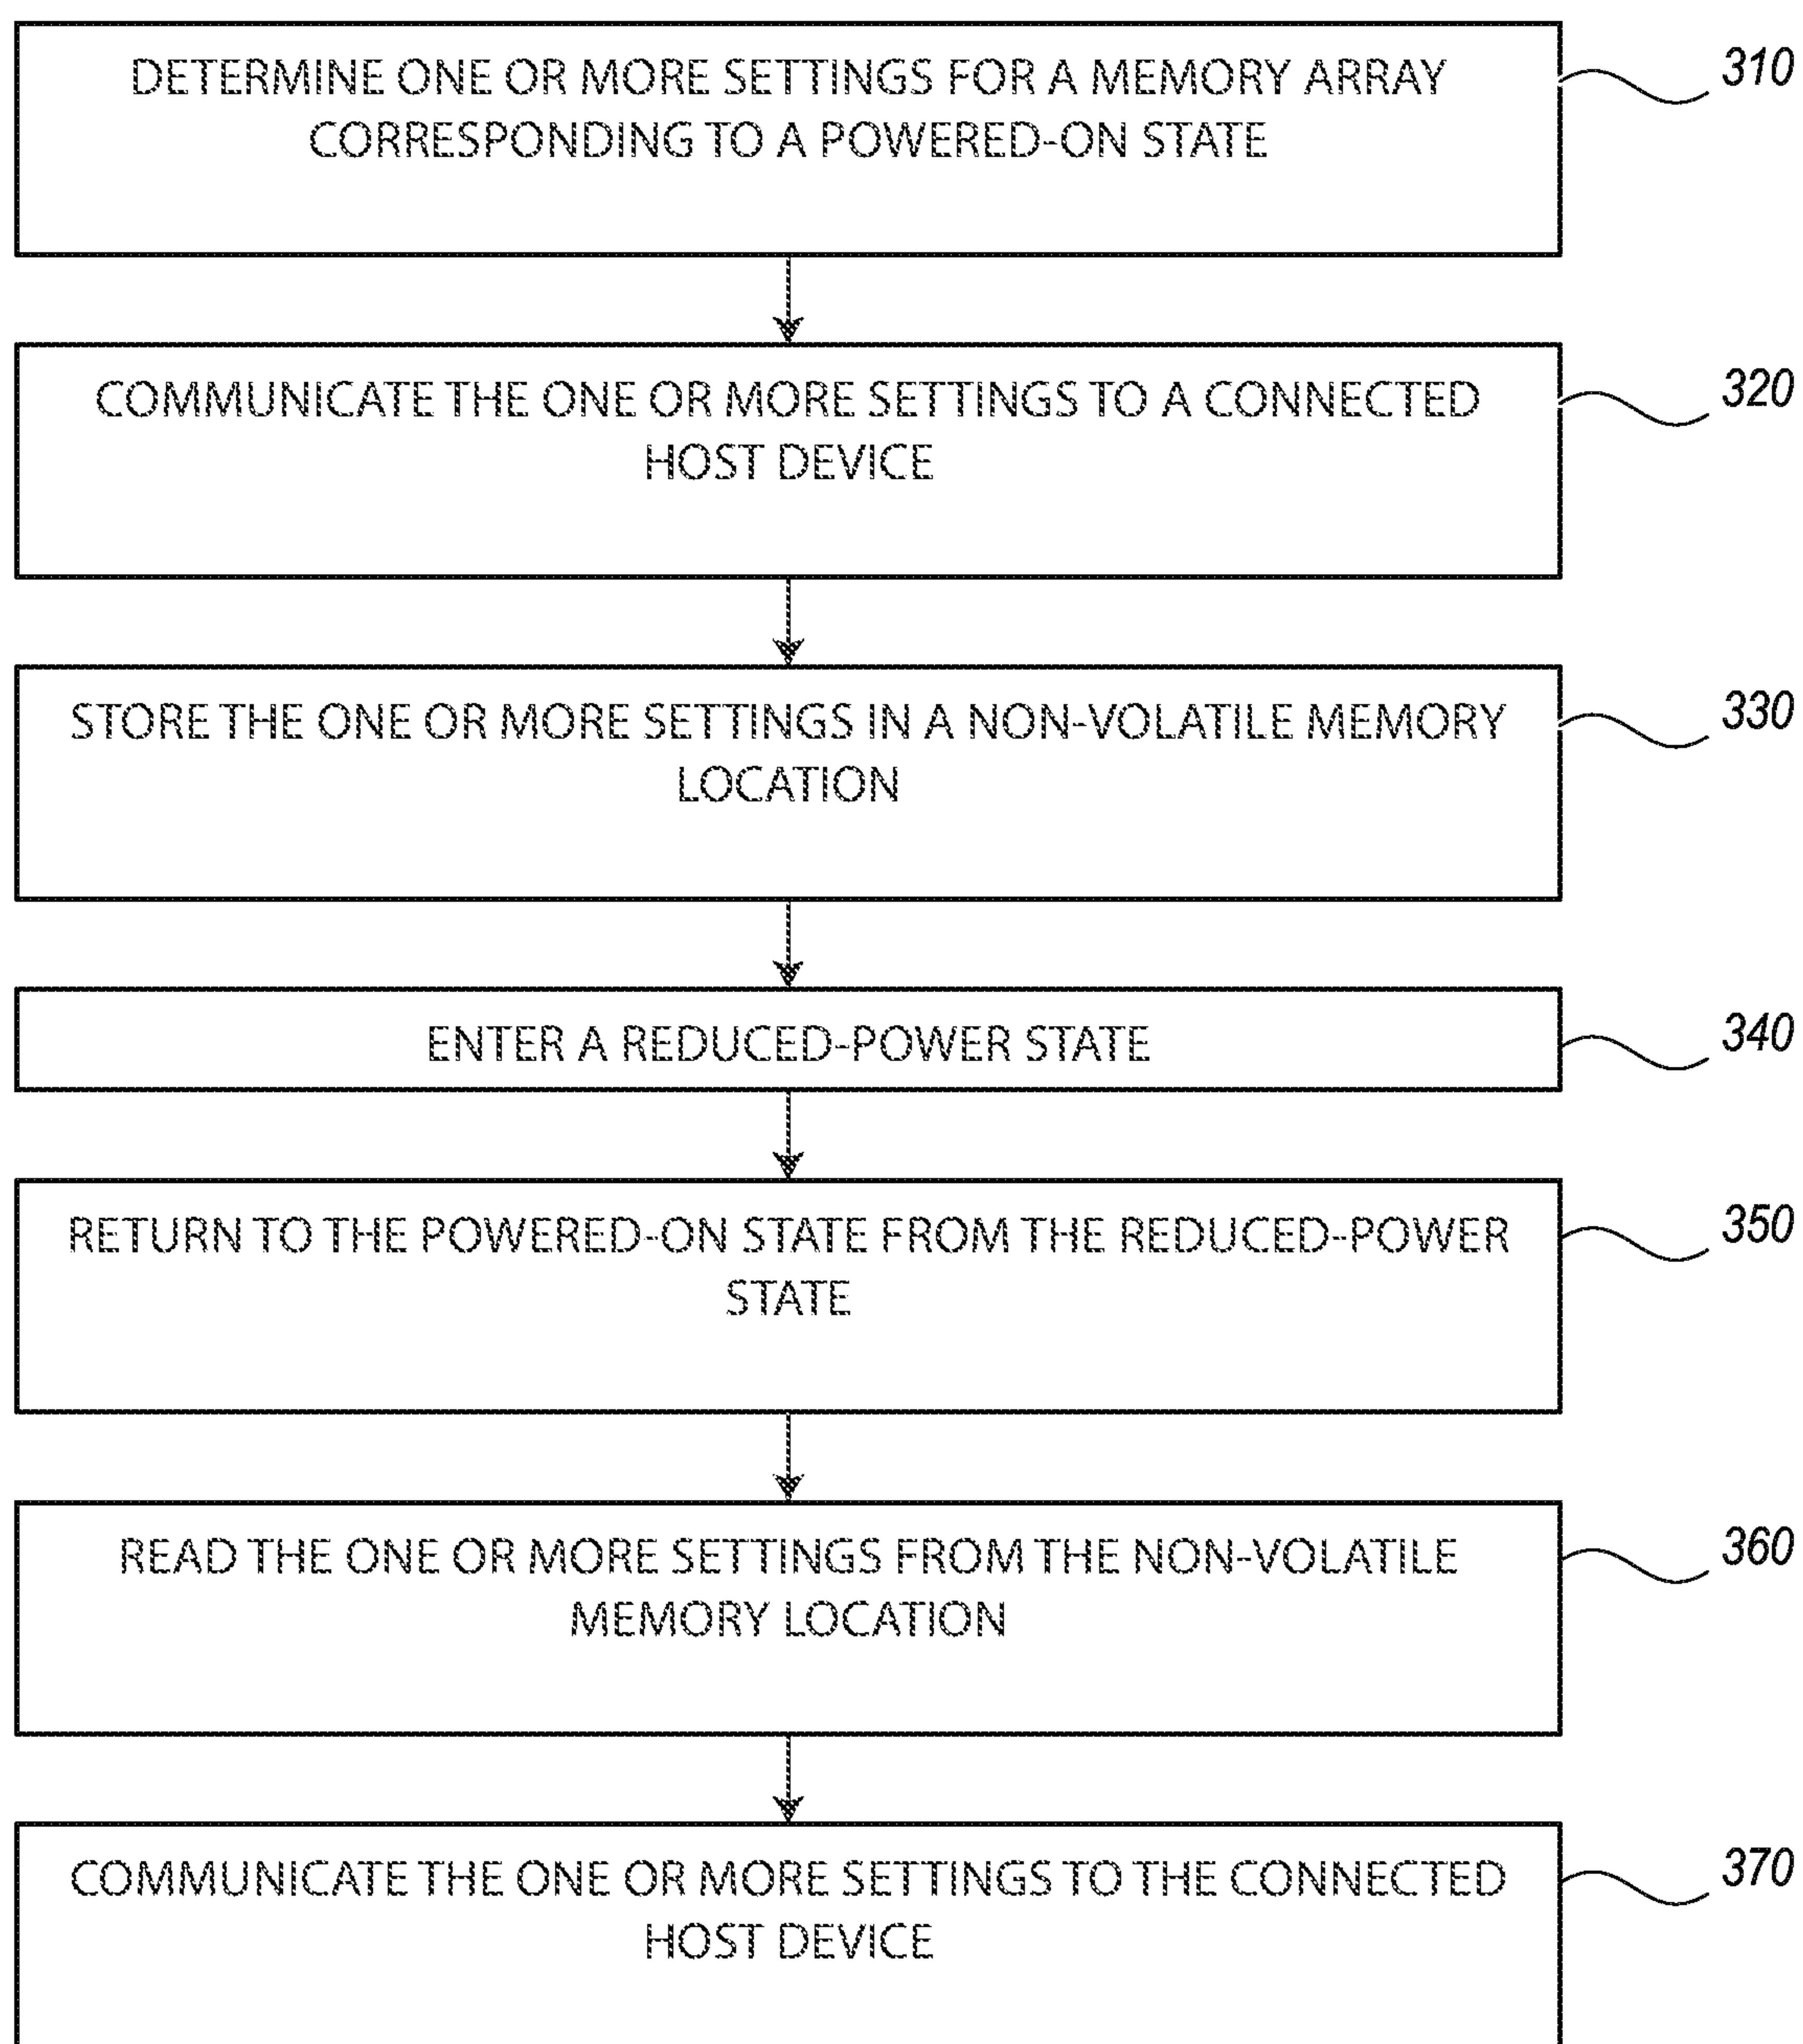 DETERMINE ONE OR MORE SETTINGS FOR A MEMORY ARRAY
CORRESPONDING TO A POWERED-ON STATE
310
COMMUNICATE THE ONE OR MORE SETTINGS TO A CONNECTED
HOST DEVICE
320
STORE THE ONE OR MORE SETTINGS IN A NON-VOLATILE MEMORY
LOCATION
330
ENTER A REDUCED-POWER STATE
340
RETURN TO THE POWERED-ON STATE FROM THE REDUCED-POWER
STATE
350
READ THE ONE OR MORE SETTINGS FROM THE NON-VOLATILE
MEMORY LOCATION
360
COMMUNICATE THE ONE OR MORE SETTINGS TO THE CONNECTED
HOST DEVICE
370